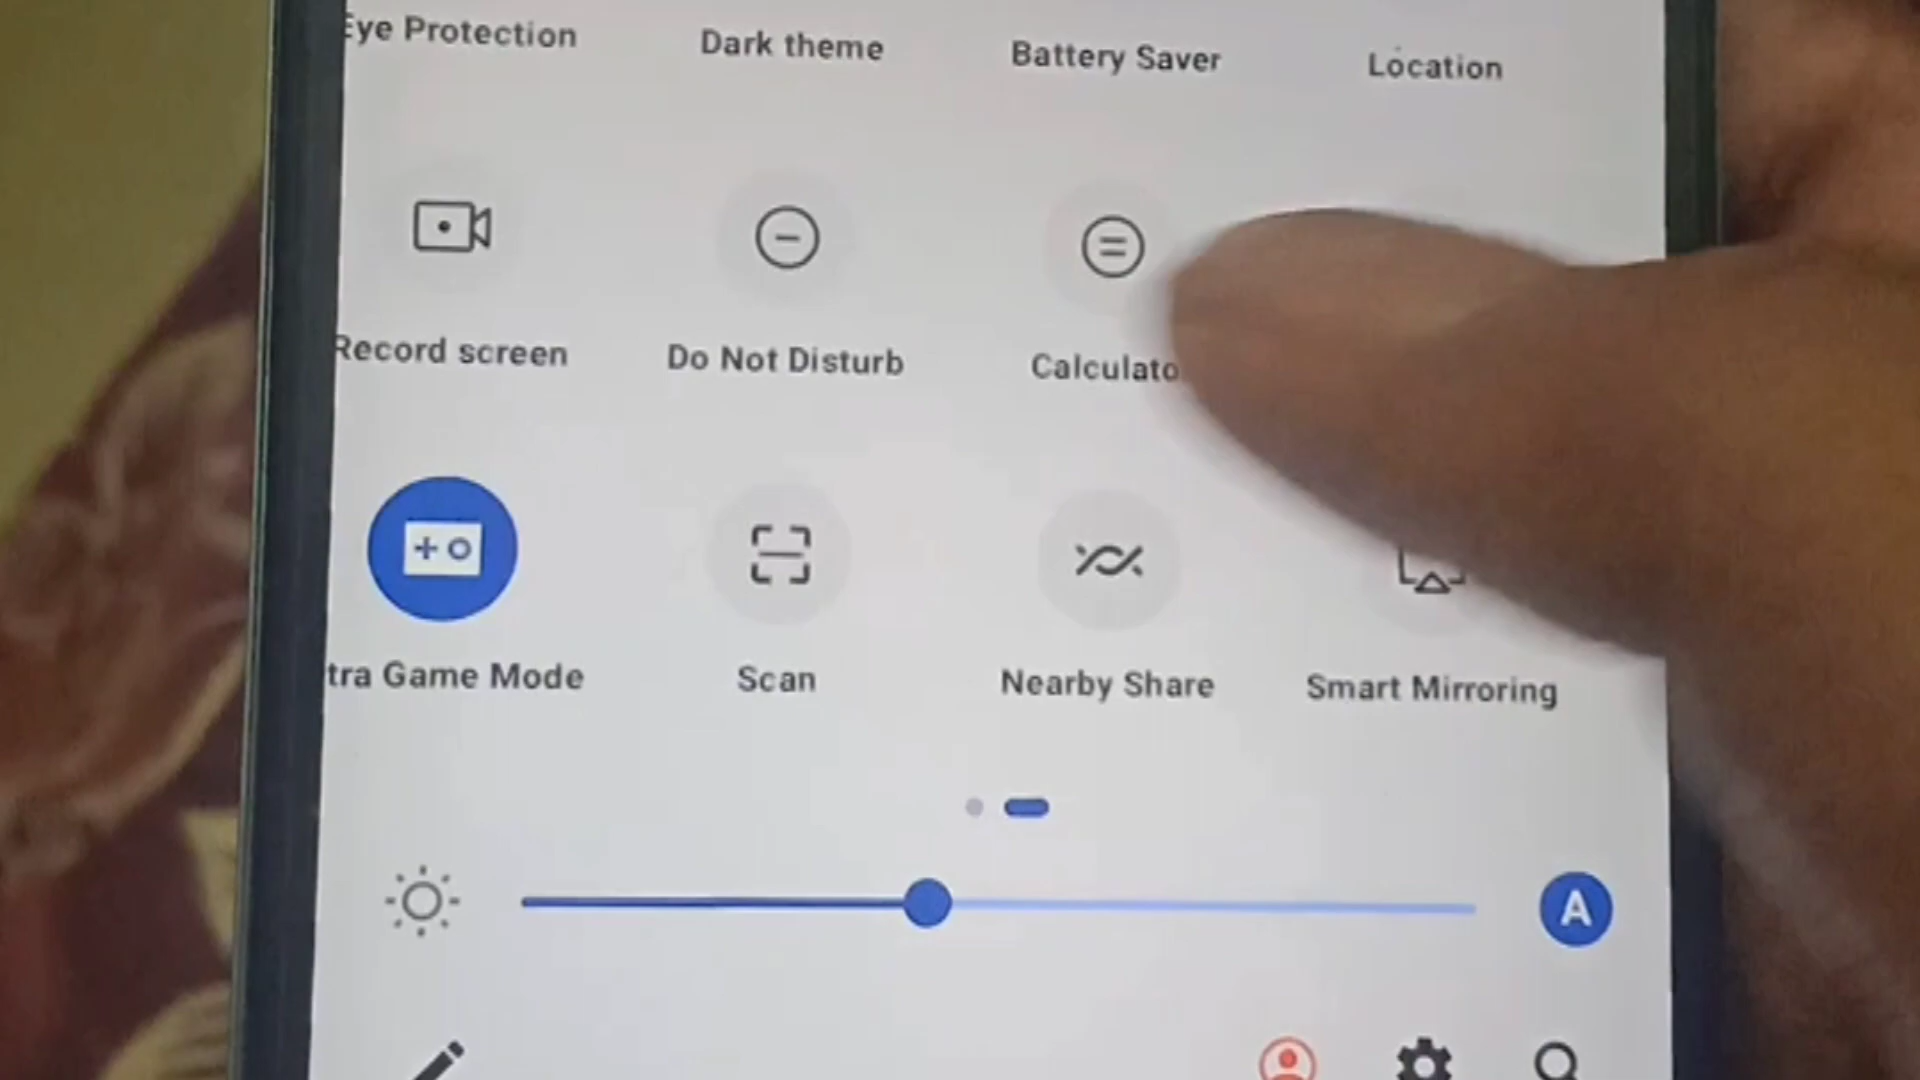 Eye Protection Dark theme Battery Saver Location
Record screen Do Not Disturb Calculato
tra Game Mode Scan Nearby Share Smart Mirroring
A